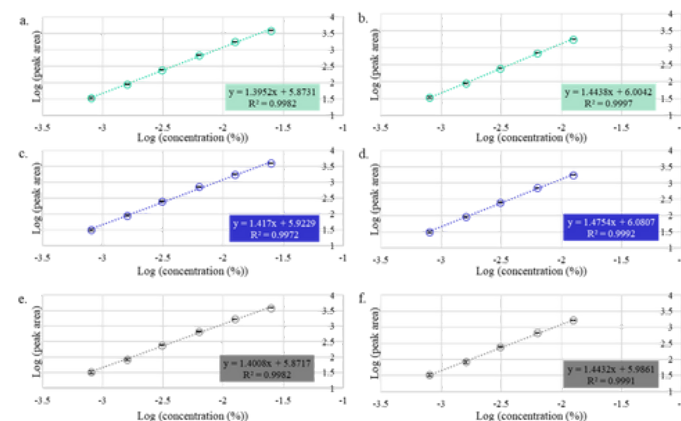 a.
Log (peak area)
4
3.5
3
2.5
2
1.5
1
y = 1.3952x + 5.8731
R² = 0.9982
-3.5
-3
-2.5
-2
-1.5
-1
Log (concentration (%))
b.
Log (peak area)
4
3.5
3
2.5
2
1.5
1
y = 1.4438x + 6.0042
R² = 0.9997
-3.5
-3
-2.5
-2
-1.5
-1
Log (concentration (%))
c.
Log (peak area)
4
3.5
3
2.5
2
1.5
1
y = 1.417x + 5.9229
R² = 0.9972
-3.5
-3
-2.5
-2
-1.5
-1
Log (concentration (%))
d.
Log (peak area)
4
3.5
3
2.5
2
1.5
1
y = 1.4754x + 6.0807
R² = 0.9992
-3.5
-3
-2.5
-2
-1.5
-1
Log (concentration (%))
e.
Log (peak area)
4
3.5
3
2.5
2
1.5
1
y = 1.4008x + 5.8717
R² = 0.9982
-3.5
-3
-2.5
-2
-1.5
-1
Log (concentration (%))
f.
Log (peak area)
4
3.5
3
2.5
2
1.5
1
y = 1.4432x + 5.9861
R² = 0.9991
-3.5
-3
-2.5
-2
-1.5
-1
Log (concentration (%))